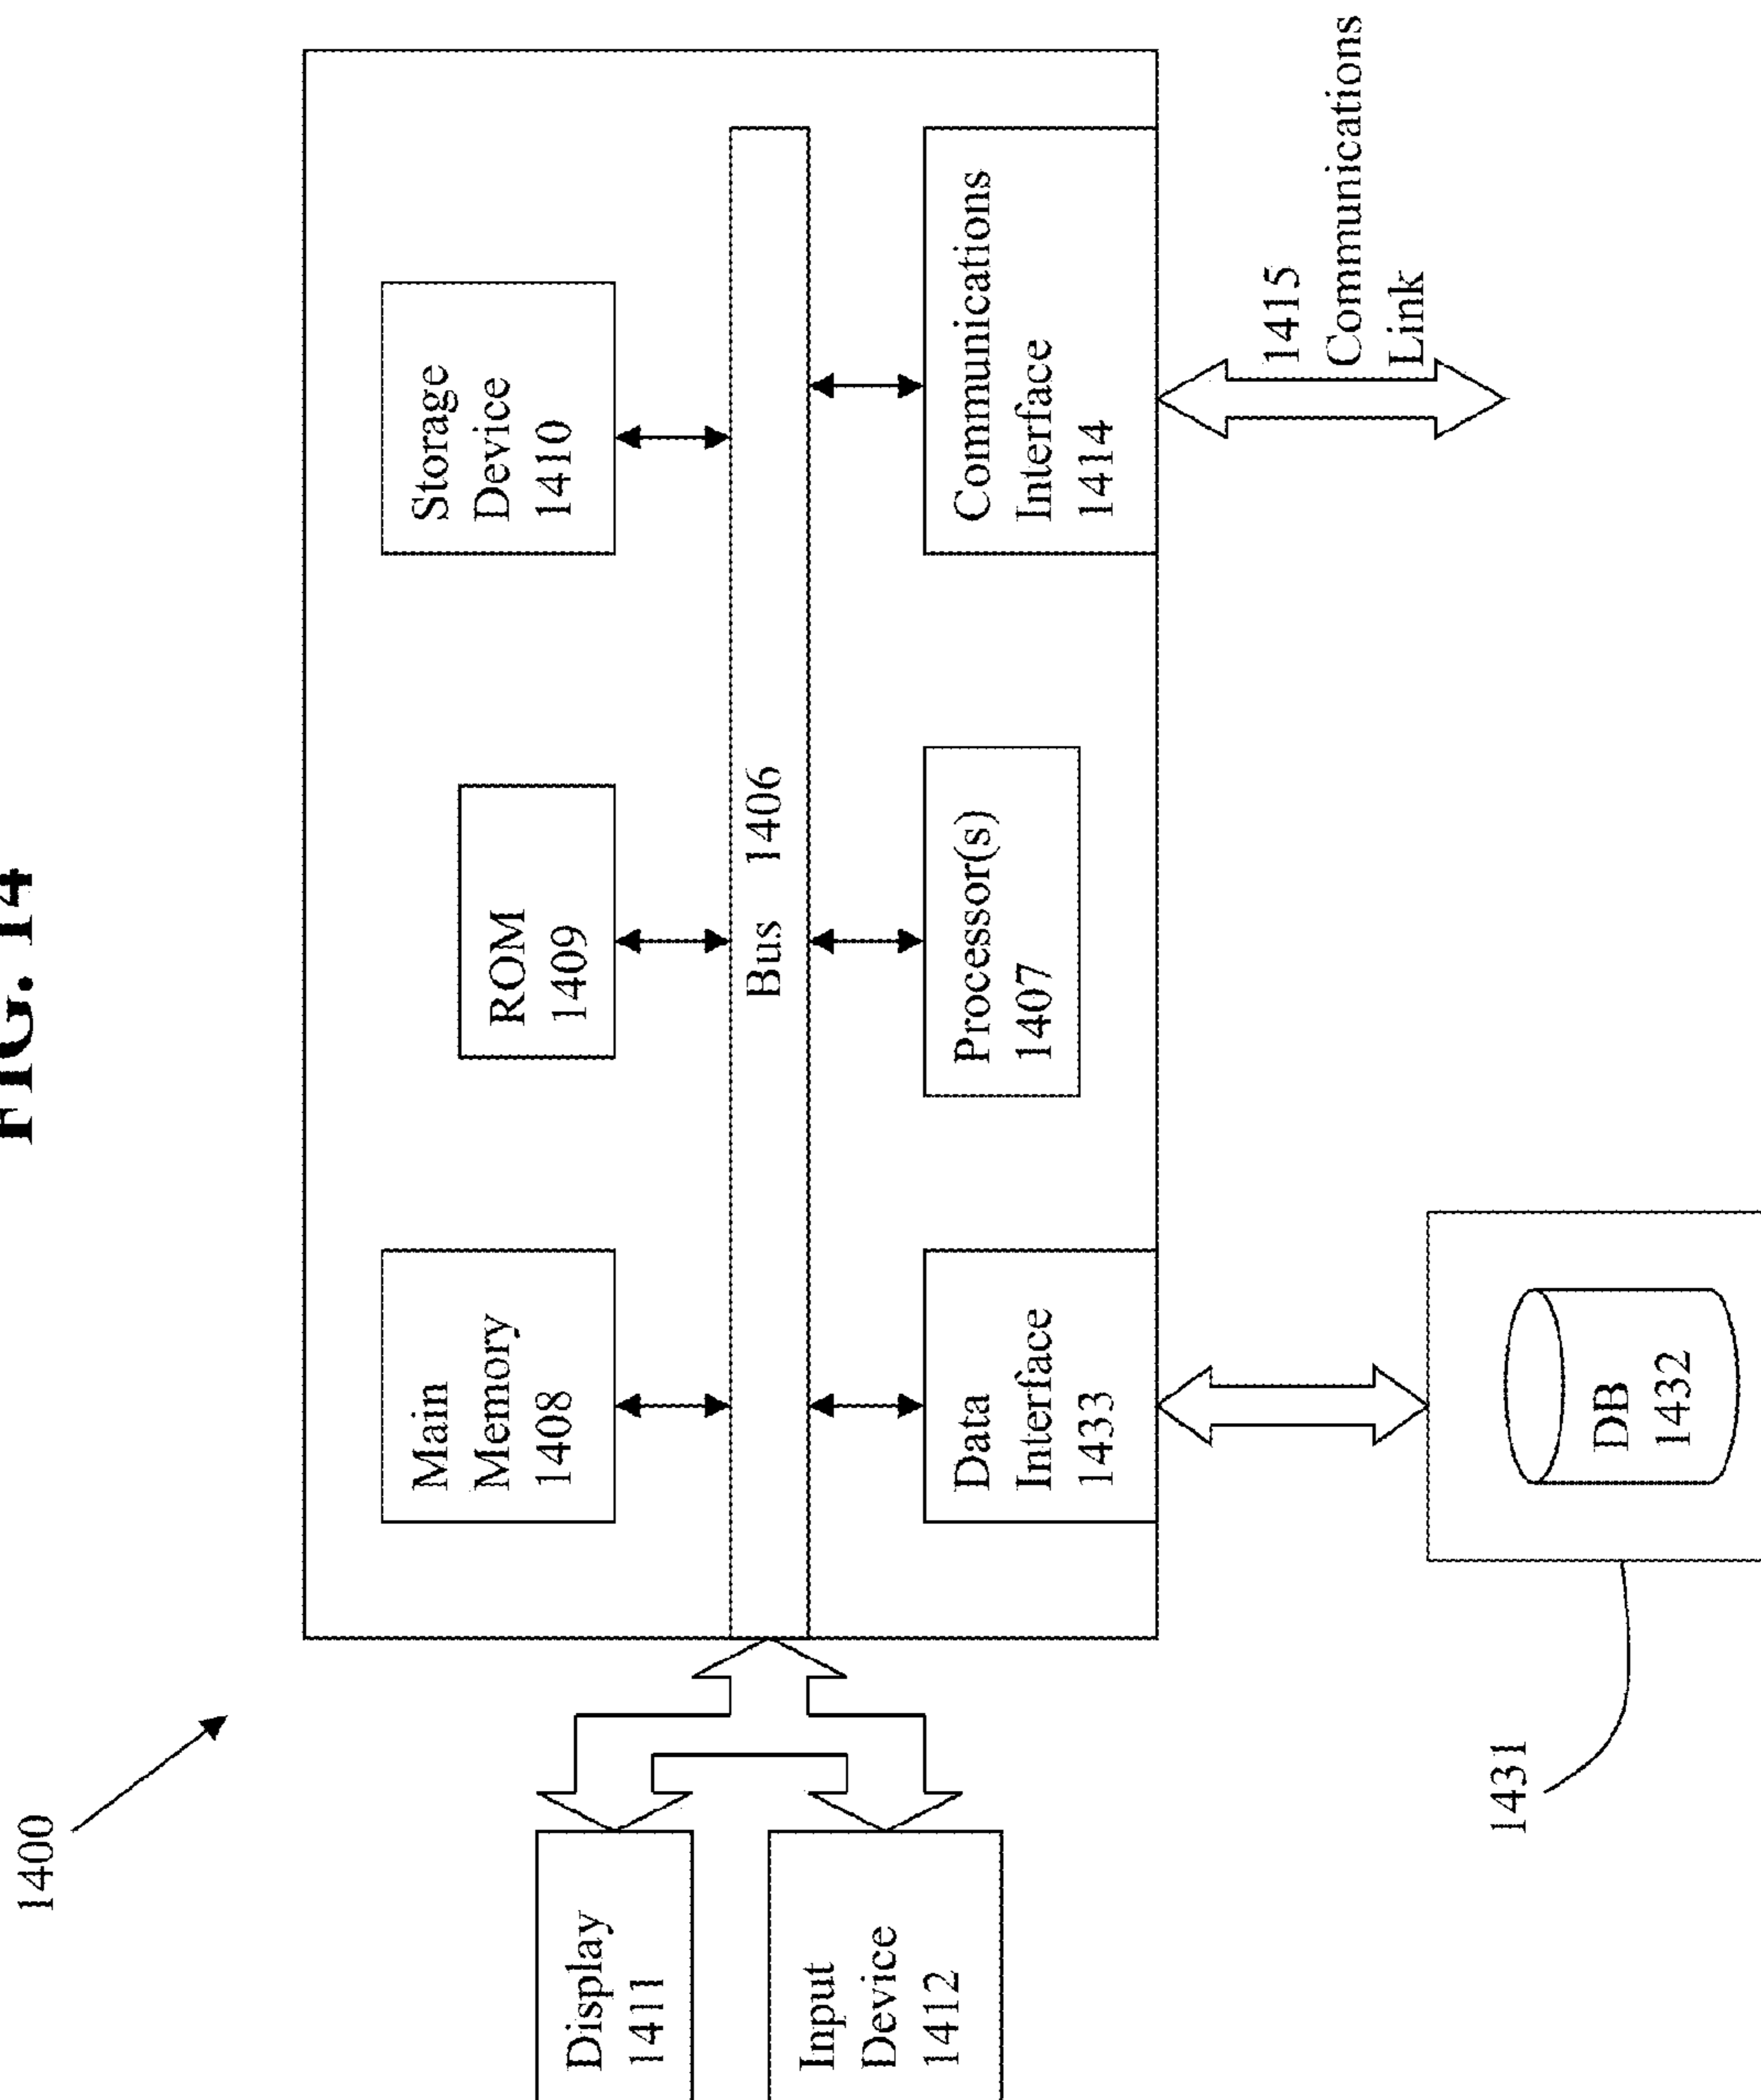 FIG. 14
1400
Main
Memory
1408
ROM
1409
Storage
Device
1410
Display
1411
Bus 1406
Input
Device
1412
Data
Interface
1433
Processor(s)
1407
Communications
Interface
1414
1415
Communications
Link
1431
DB
1432